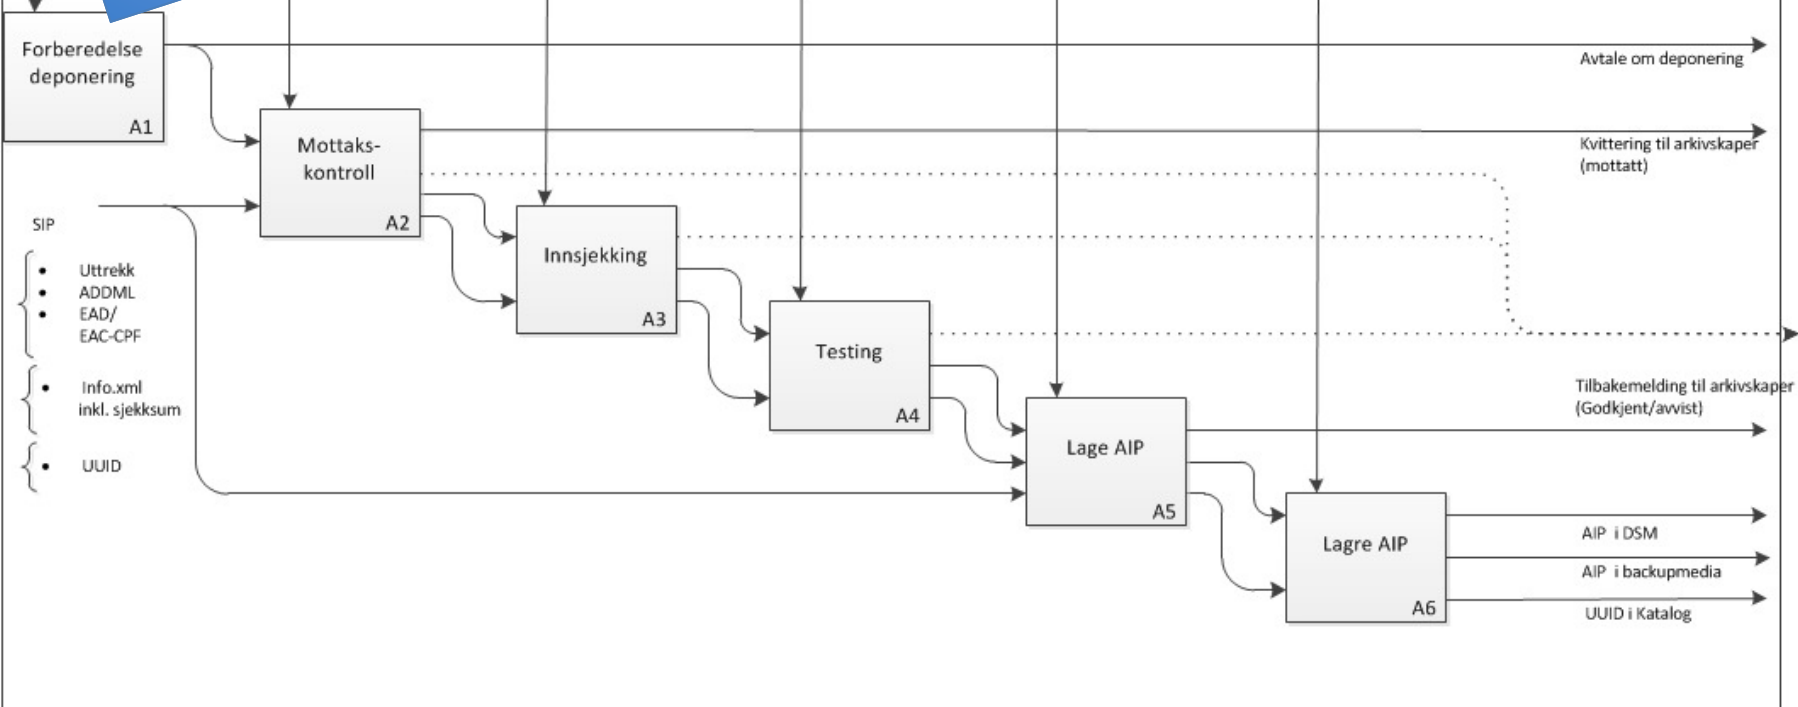 Forberedelse
deponering
A1
Avtale om deponering
Mottaks-
kontroll
A2
Kvittering til arkivskaper
(mottatt)
SIP
• Uttrekk
• ADDML
• EAD/
EAC-CPF
• Info.xml
inkl. sjekksum
• UUID
Innsjekking
A3
Testing
A4
Tilbakemelding til arkivskaper
(Godkjent/avvist)
Lage AIP
A5
Lagre AIP
A6
AIP i DSM
AIP i backupmedia
UUID i Katalog